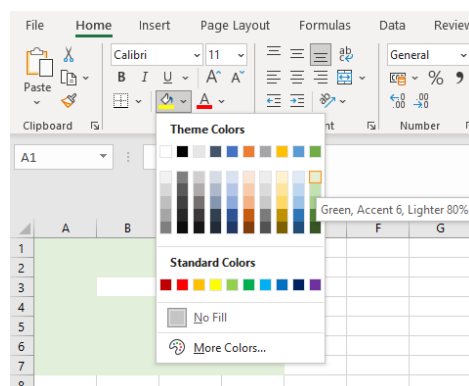 File Home Insert Page Layout Formulas Data Review
Calibri 11 ab General
Paste B I U A A %
A
Clipboard Number
Theme Colors
A1
Green, Accent 6, Lighter 80%
A B F G
1
2
Standard Colors
3
4
No Fill
5
6
More Colors...
7